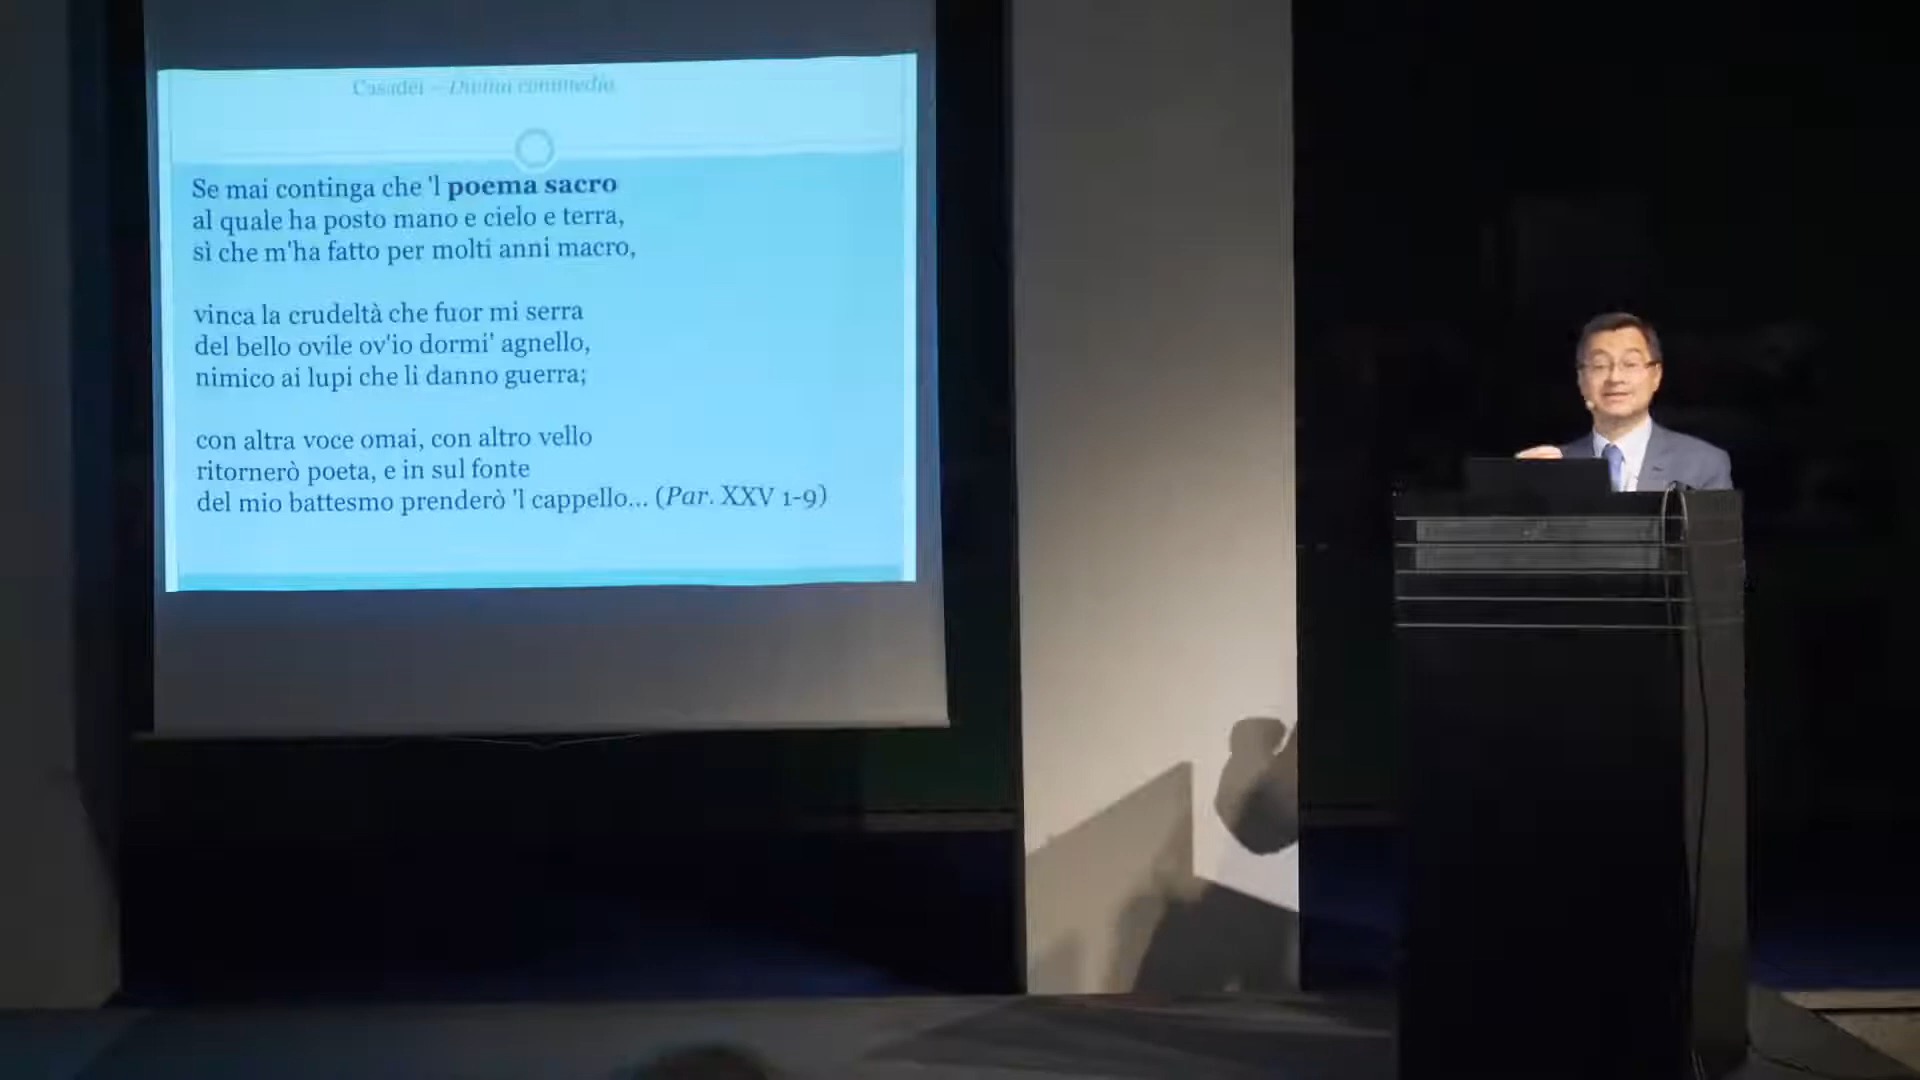 Casadei – Divina commedia
Se mai continga che 'l poema sacro
al quale ha posto mano e cielo e terra,
sì che m'ha fatto per molti anni macro,
vinca la crudeltà che fuor mi serra
del bello ovile ov'io dormi' agnello,
nimico ai lupi che li danno guerra;
con altra voce omai, con altro vello
ritornerò poeta, e in sul fonte
del mio battesmo prenderò 'l cappello... (Par. XXV 1-9)